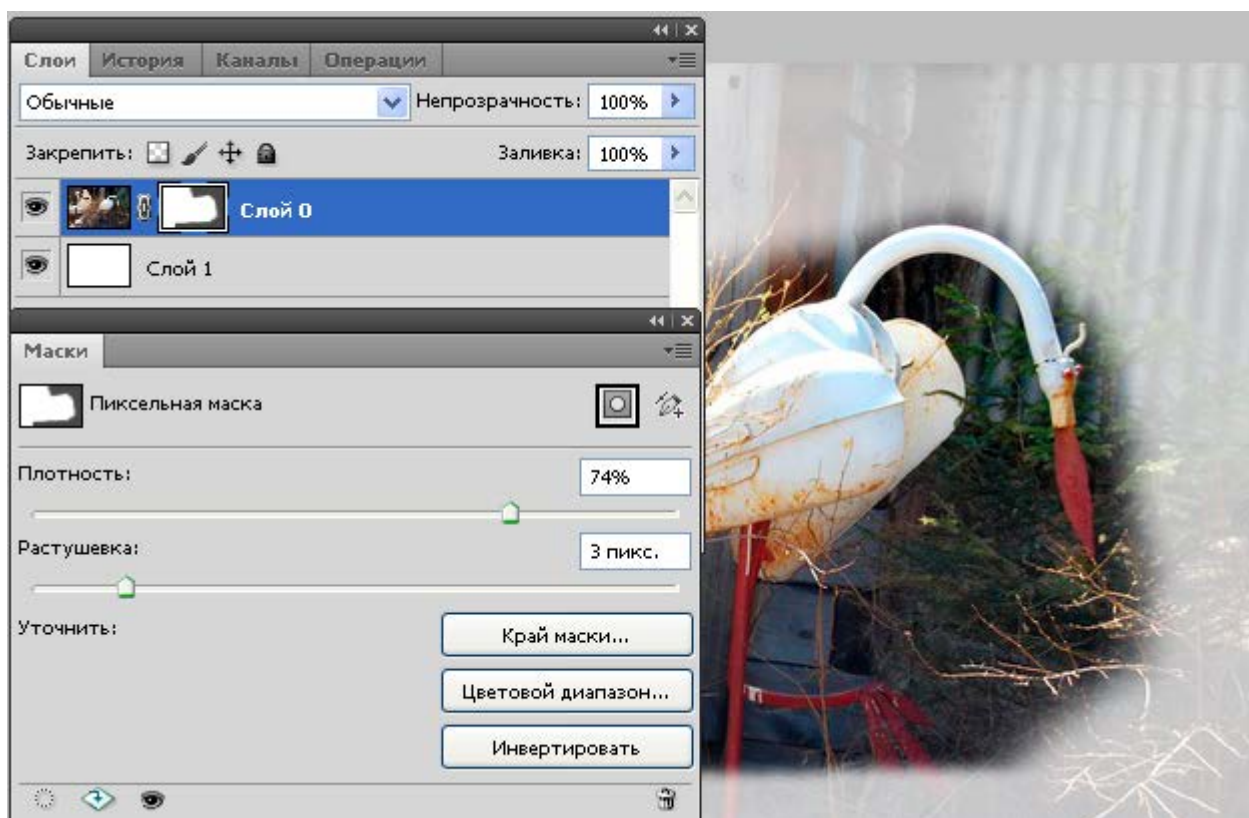 Слои История Каналы Операции
Обычные Непрозрачность: 100%
Закрепить: Заливка: 100%
Слой 0
Слой 1
Маски
Пиксельная маска
Плотность: 74%
Растушевка: 3 пикс.
Уточнить: Край маски...
Цветовой диапазон...
Инвертировать